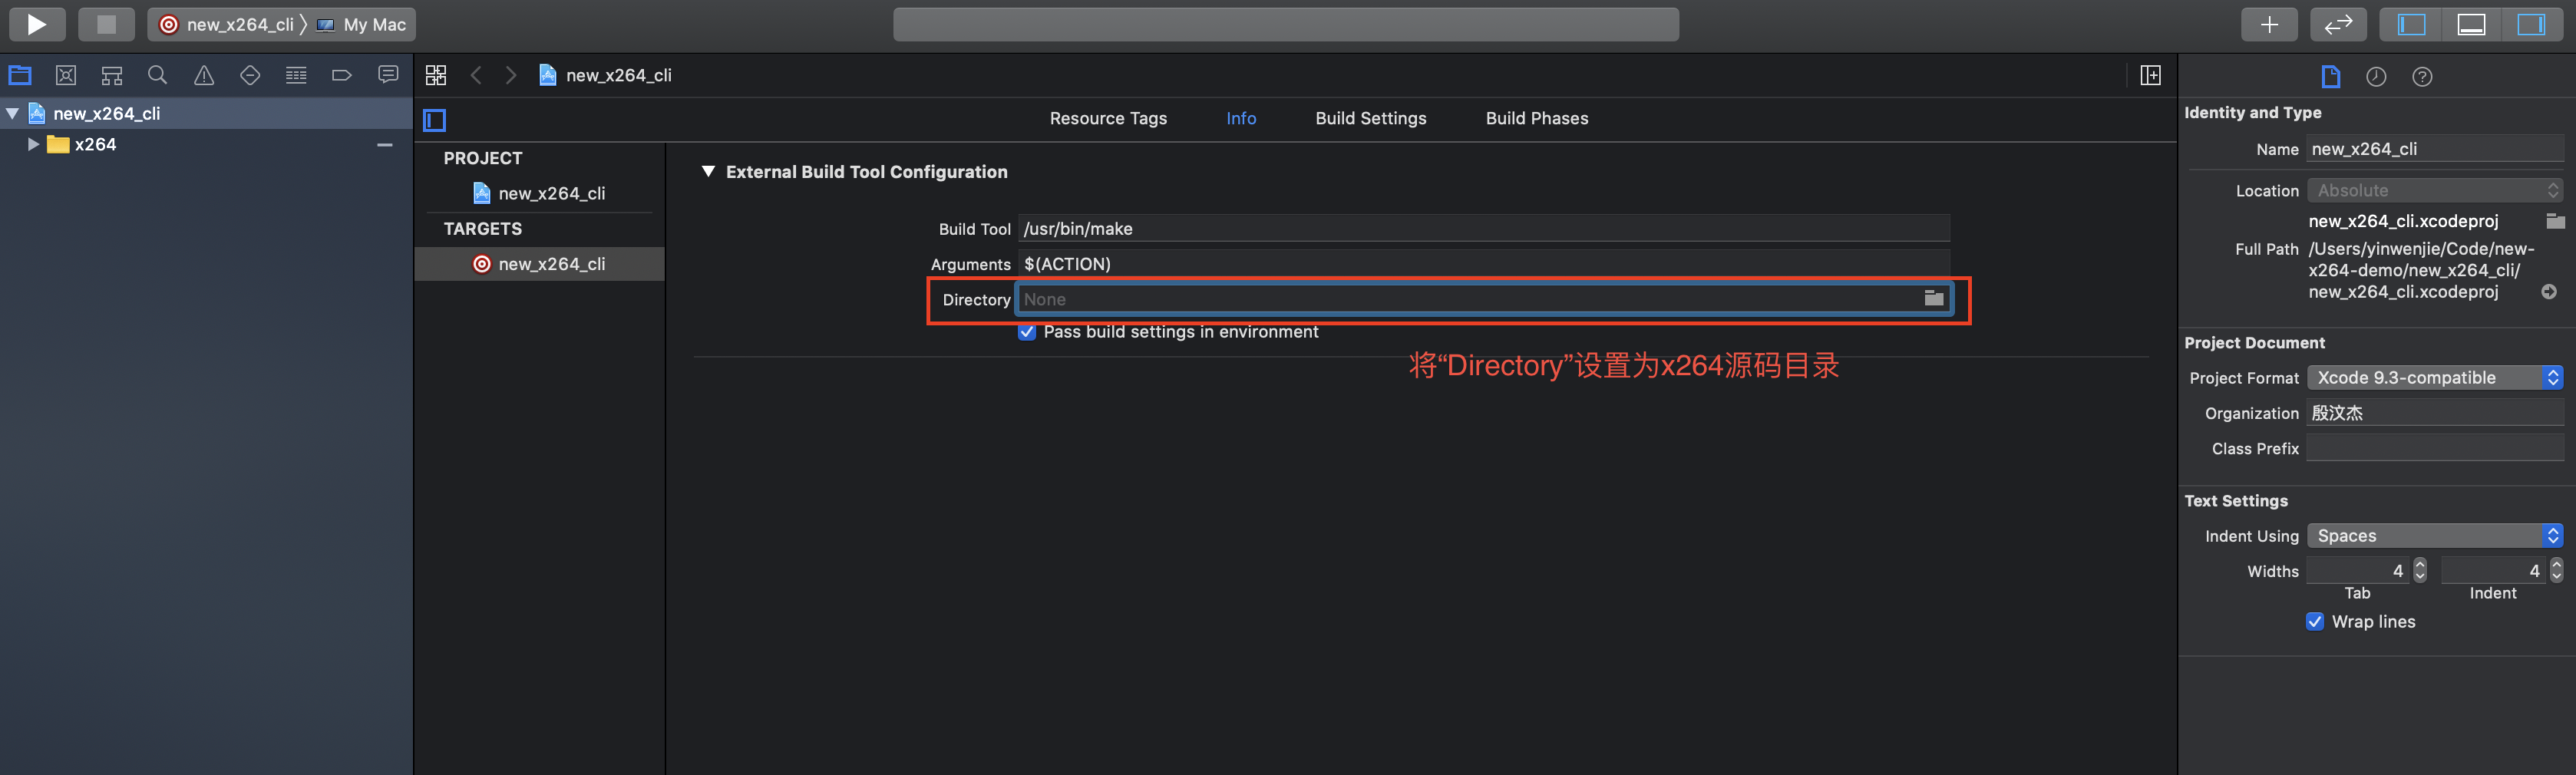 new_x264_cli 〉 My Mac
new_x264_cli
x264
new_x264_cli
Resource Tags
Info
Build Settings
Build Phases
PROJECT
new_x264_cli
TARGETS
new_x264_cli
External Build Tool Configuration
Build Tool /usr/bin/make
Arguments $(ACTION)
Directory None
Pass build settings in environment
将“Directory”设置为x264源码目录
Identity and Type
Name new_x264_cli
Location Absolute
new_x264_cli.xcodeproj
Full Path /Users/yinwenjie/Code/new-
x264-demo/new_x264_cli/
new_x264_cli.xcodeproj
Project Document
Project Format Xcode 9.3-compatible
Organization 殷汶杰
Class Prefix
Text Settings
Indent Using Spaces
Widths 4 4
Tab Indent
Wrap lines